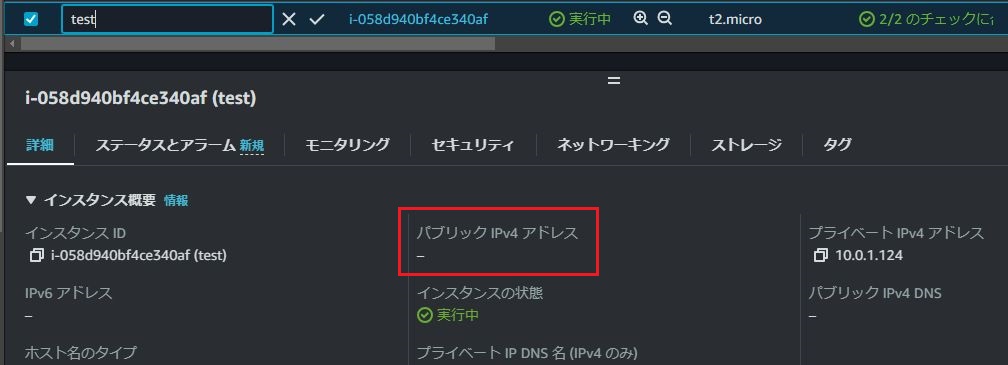 test i-058d940bf4ce340af 実行中 t2.micro 2/2 のチェックに
i-058d940bf4ce340af (test)
詳細 ステータスとアラーム 新規 モニタリング セキュリティ ネットワーキング ストレージ タグ
▼ インスタンス概要 情報
インスタンス ID パブリック IPv4 アドレス プライベート IPv4 アドレス
i-058d940bf4ce340af (test) – 10.0.1.124
IPv6 アドレス インスタンスの状態 パブリック IPv4 DNS
– 実行中 –
ホスト名のタイプ プライベート IP DNS 名 (IPv4 のみ)